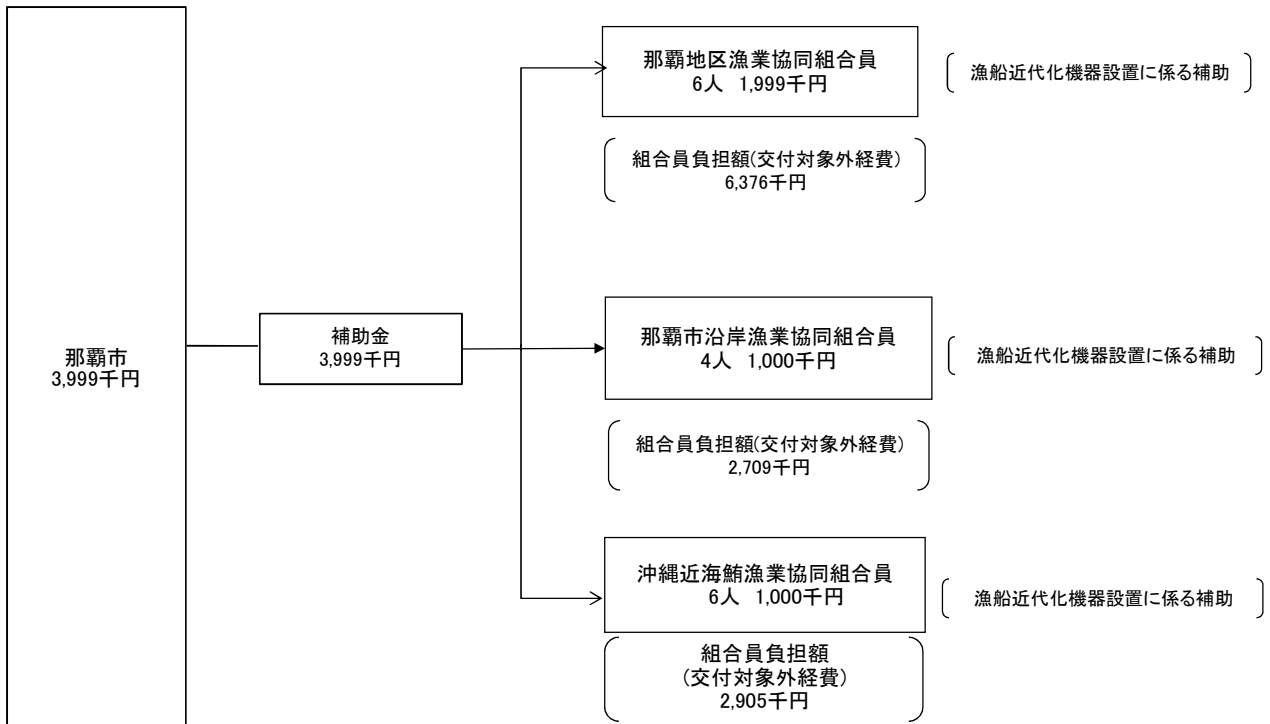 那覇市
3,999千円
補助金
3,999千円
那覇地区漁業協同組合員
6人 1,999千円
漁船近代化機器設置に係る補助
組合員負担額(交付対象外経費)
6,376千円
那覇市沿岸漁業協同組合員
4人 1,000千円
漁船近代化機器設置に係る補助
組合員負担額(交付対象外経費)
2,709千円
沖縄近海鮪漁業協同組合員
6人 1,000千円
漁船近代化機器設置に係る補助
組合員負担額
(交付対象外経費)
2,905千円